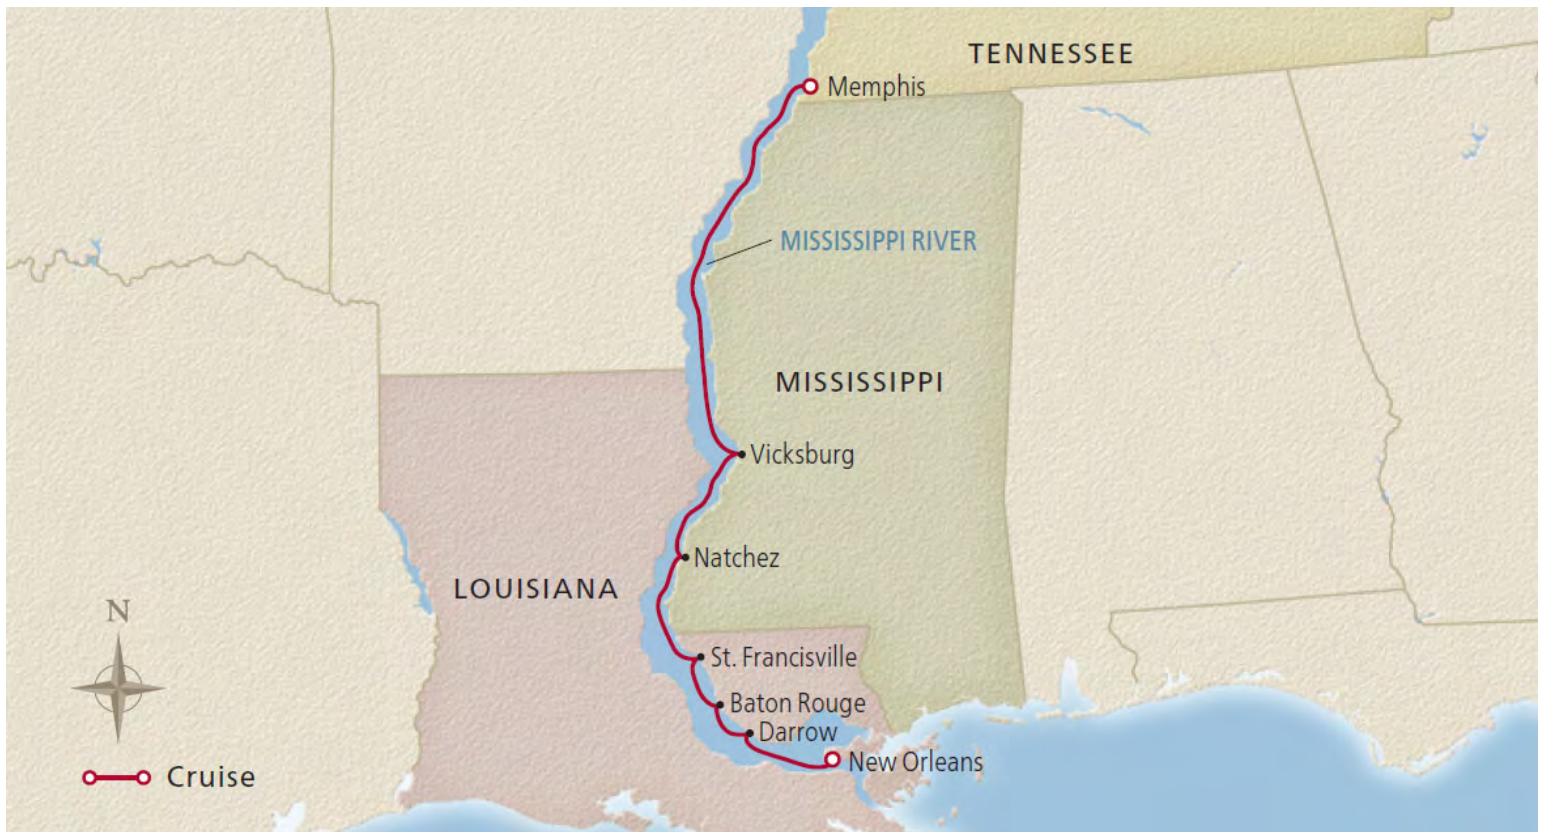 TENNESSEE
Memphis
MISSISSIPPI RIVER
MISSISSIPPI
Vicksburg
Natchez
LOUISIANA
N
St. Francisville
Baton Rouge
Darrow
New Orleans
Cruise